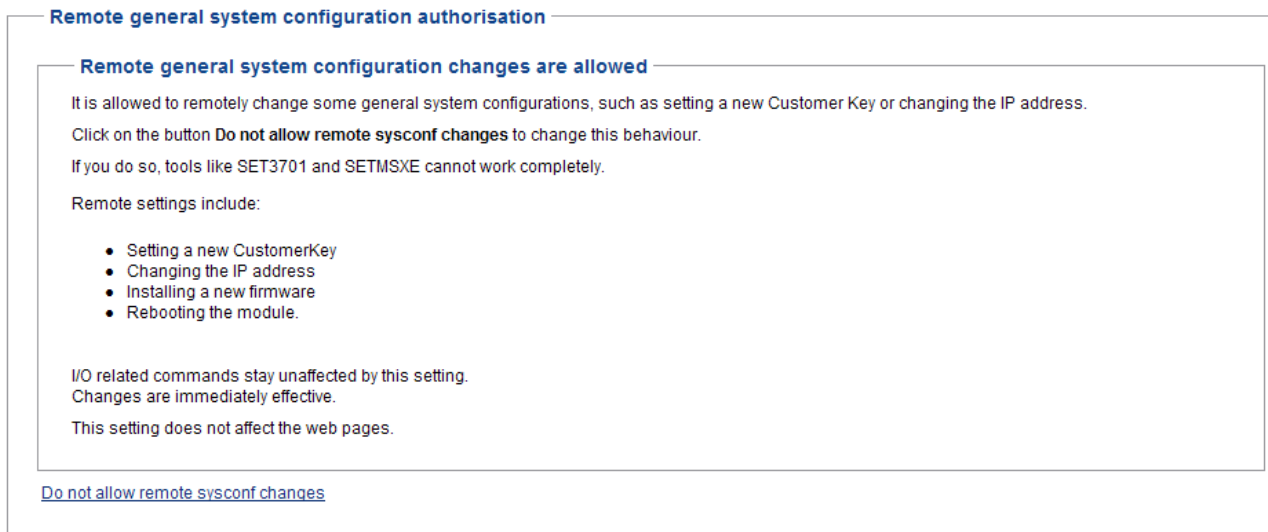 Remote general system configuration authorisation
Remote general system configuration changes are allowed
It is allowed to remotely change some general system configurations, such as setting a new Customer Key or changing the IP address.
Click on the button Do not allow remote sysconf changes to change this behaviour.
If you do so, tools like SET3701 and SETMSXE cannot work completely.
Remote settings include:
● Setting a new CustomerKey
● Changing the IP address
● Installing a new firmware
● Rebooting the module.
I/O related commands stay unaffected by this setting.
Changes are immediately effective.
This setting does not affect the web pages.
Do not allow remote sysconf changes